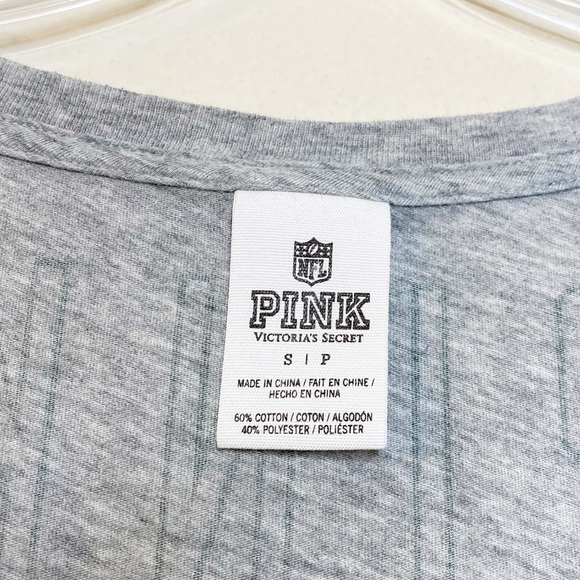 NFL
PINK
VICTORIA'S SECRET
S | P
MADE IN CHINA / FAIT EN CHINE /
HECHO EN CHINA
60% COTTON / COTON / ALGODÓN
40% POLYESTER / POLIÉSTER